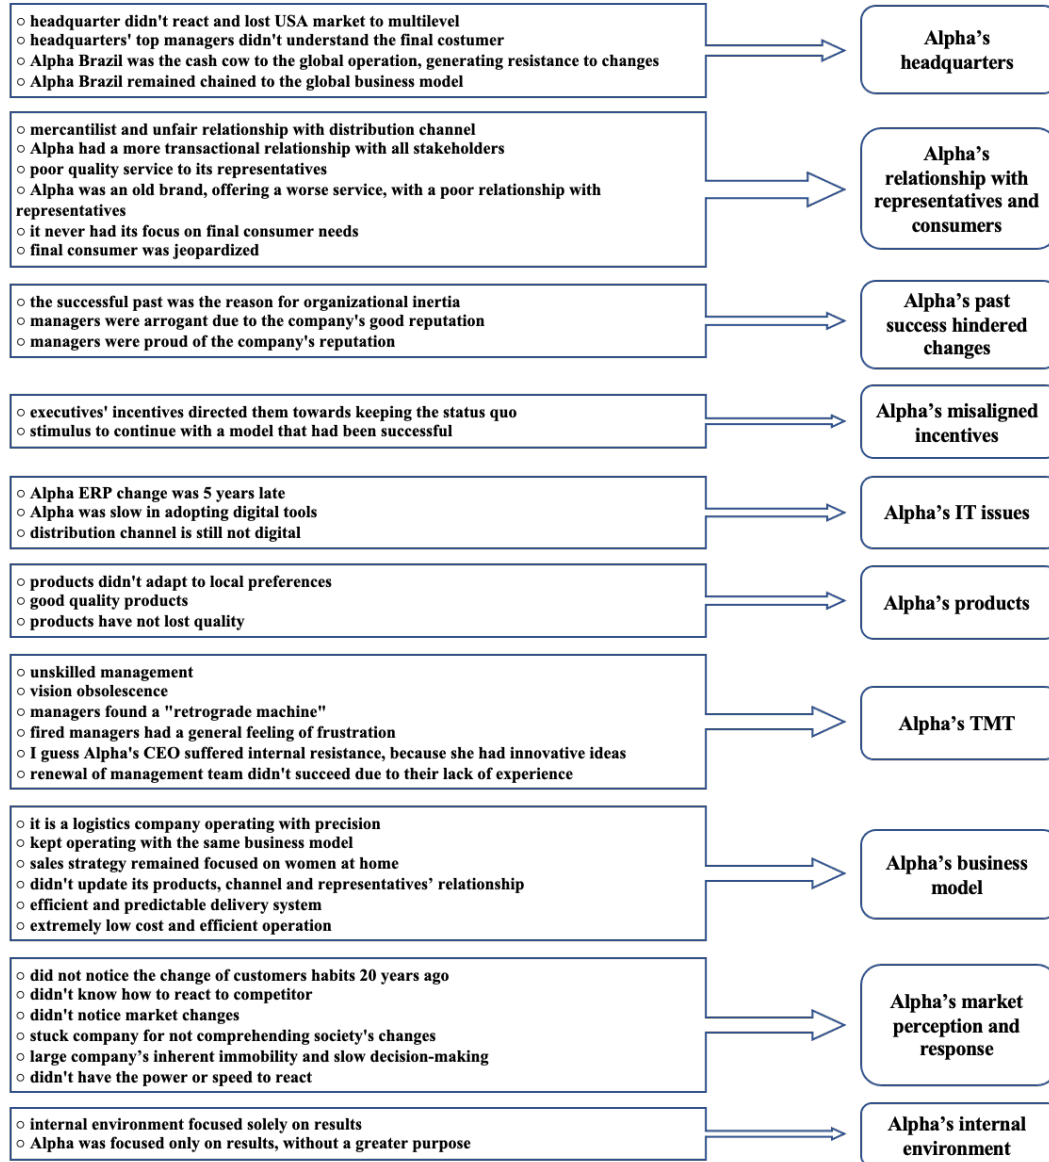 ○ headquarter didn't react and lost USA market to multilevel
○ headquarters' top managers didn't understand the final costumer
○ Alpha Brazil was the cash cow to the global operation, generating resistance to changes
○ Alpha Brazil remained chained to the global business model
Alpha’s
headquarters
○ mercantilist and unfair relationship with distribution channel
○ Alpha had a more transactional relationship with all stakeholders
○ poor quality service to its representatives
○ Alpha was an old brand, offering a worse service, with a poor relationship with
representatives
○ it never had its focus on final consumer needs
○ final consumer was jeopardized
Alpha’s
relationship with
representatives and
consumers
○ the successful past was the reason for organizational inertia
○ managers were arrogant due to the company's good reputation
○ managers were proud of the company's reputation
Alpha’s past
success hindered
changes
○ executives' incentives directed them towards keeping the status quo
○ stimulus to continue with a model that had been successful
Alpha’s misaligned
incentives
○ Alpha ERP change was 5 years late
○ Alpha was slow in adopting digital tools
○ distribution channel is still not digital
Alpha’s IT issues
○ products didn't adapt to local preferences
○ good quality products
○ products have not lost quality
Alpha’s products
○ unskilled management
○ vision obsolescence
○ managers found a "retrograde machine"
○ fired managers had a general feeling of frustration
○ I guess Alpha's CEO suffered internal resistance, because she had innovative ideas
○ renewal of management team didn't succeed due to their lack of experience
Alpha’s TMT
○ it is a logistics company operating with precision
○ kept operating with the same business model
○ sales strategy remained focused on women at home
○ didn't update its products, channel and representatives’ relationship
○ efficient and predictable delivery system
○ extremely low cost and efficient operation
Alpha’s business
model
○ did not notice the change of customers habits 20 years ago
○ didn't know how to react to competitor
○ didn't notice market changes
○ stuck company for not comprehending society's changes
○ large company’s inherent immobility and slow decision-making
○ didn't have the power or speed to react
Alpha’s market
perception and
response
○ internal environment focused solely on results
○ Alpha was focused only on results, without a greater purpose
Alpha’s internal
environment